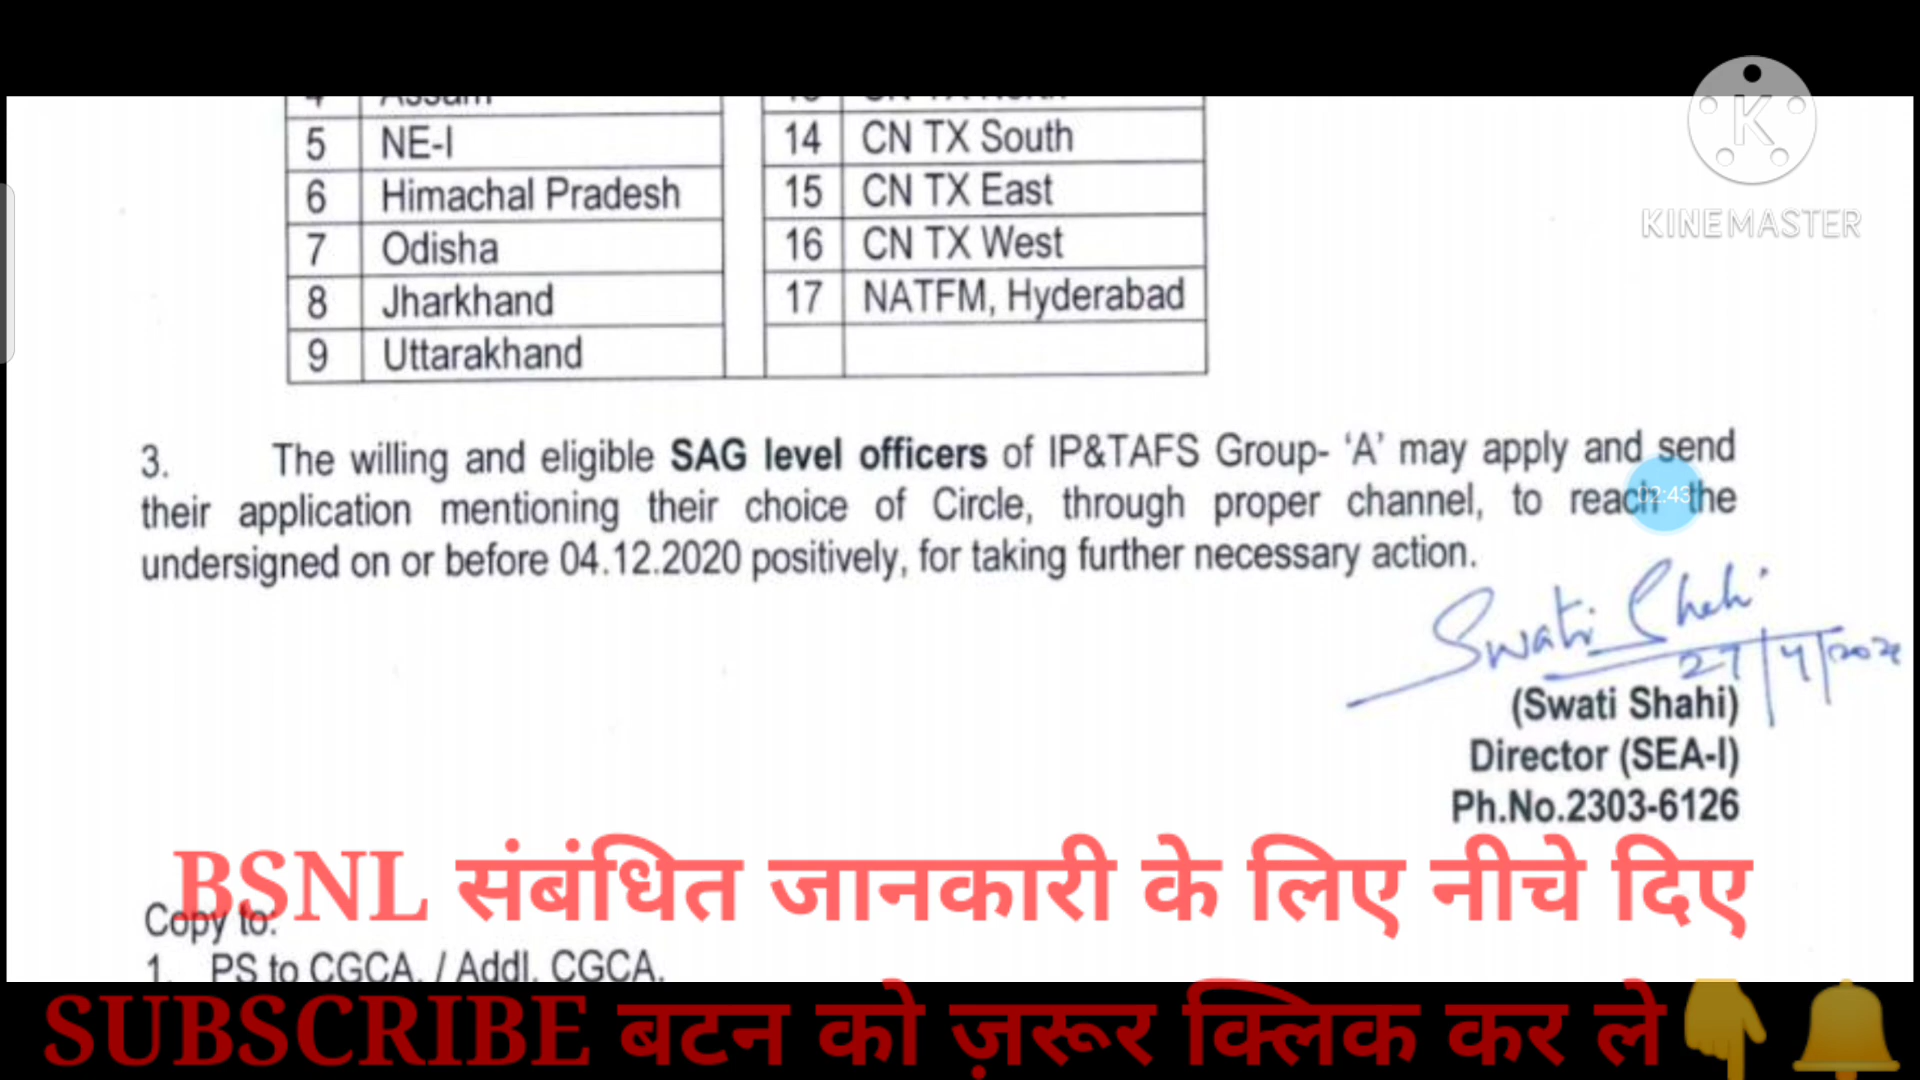 5 NE-I
6 Himachal Pradesh
7 Odisha
8 Jharkhand
9 Uttarakhand
14 CN TX South
15 CN TX East
16 CN TX West
17 NATFM, Hyderabad
KINEMASTER
3. The willing and eligible SAG level officers of IP&TAFS Group- ‘A’ may apply and send
their application mentioning their choice of Circle, through proper channel, to reach the
undersigned on or before 04.12.2020 positively, for taking further necessary action.
02:43
Swati Shahi
(Swati Shahi)
Director (SEA-I)
Ph.No.2303-6126
BSNL संबंधित जानकारी के लिए नीचे दिए
Copy to:
1. PS to CGCA. / Addl. CGCA.
SUBSCRIBE बटन को ज़रूर क्लिक कर ले